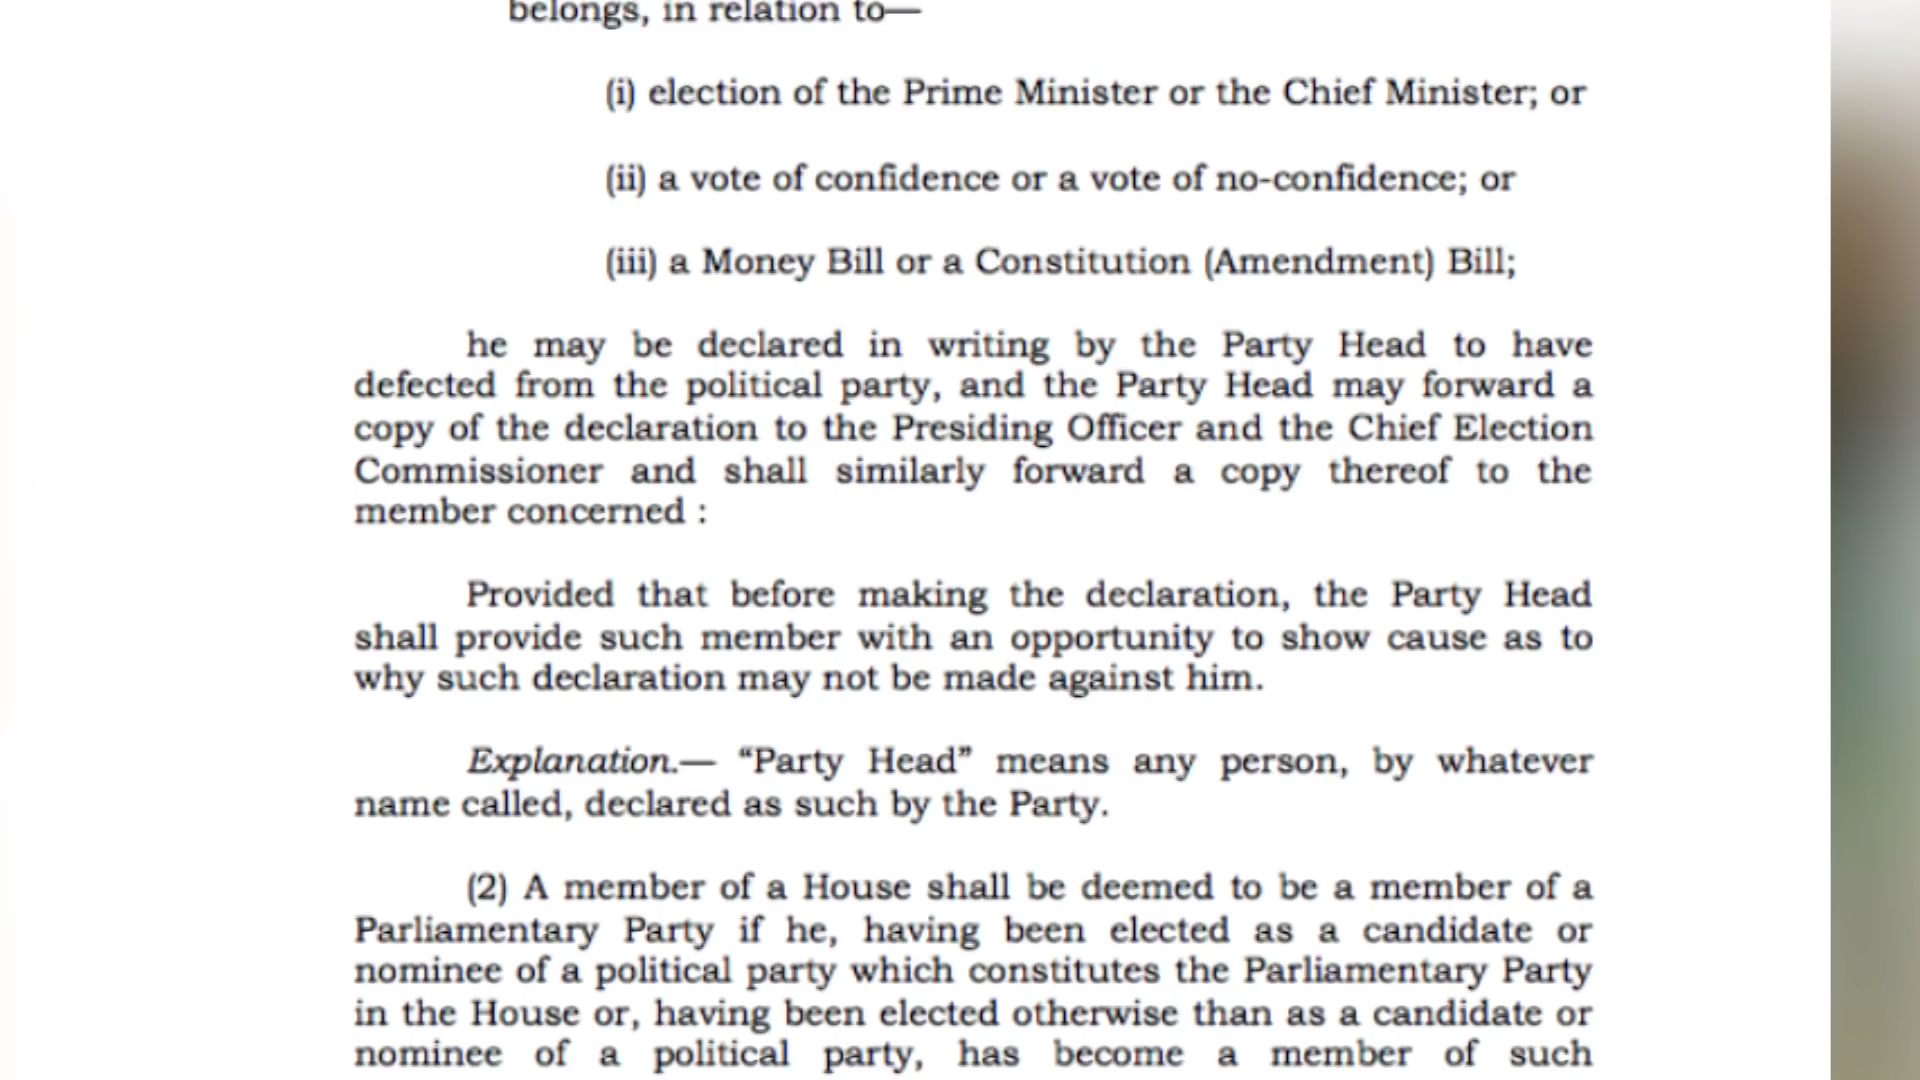 belongs, in relation to—
(i) election of the Prime Minister or the Chief Minister; or
(ii) a vote of confidence or a vote of no-confidence; or
(iii) a Money Bill or a Constitution (Amendment) Bill;
he may be declared in writing by the Party Head to have
defected from the political party, and the Party Head may forward a
copy of the declaration to the Presiding Officer and the Chief Election
Commissioner and shall similarly forward a copy thereof to the
member concerned :
Provided that before making the declaration, the Party Head
shall provide such member with an opportunity to show cause as to
why such declaration may not be made against him.
Explanation.— “Party Head” means any person, by whatever
name called, declared as such by the Party.
(2) A member of a House shall be deemed to be a member of a
Parliamentary Party if he, having been elected as a candidate or
nominee of a political party which constitutes the Parliamentary Party
in the House or, having been elected otherwise than as a candidate or
nominee of a political party, has become a member of such